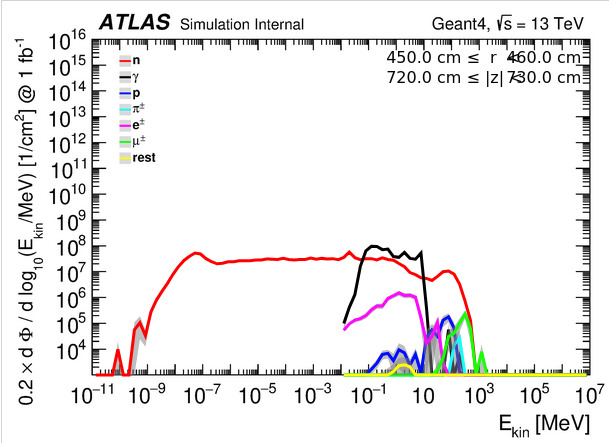 ATLAS Simulation Internal
Geant4, √s = 13 TeV
450.0 cm ≤ r < 460.0 cm
720.0 cm ≤ |z| < 730.0 cm
n
γ
p
π±
e±
μ±
rest
0.2 × d Φ / d log10(Ekin/MeV) [1/cm²] @ 1 fb⁻¹
10¹⁶
10¹⁵
10¹⁴
10¹³
10¹²
10¹¹
10¹⁰
10⁹
10⁸
10⁷
10⁶
10⁵
10⁴
10⁻¹¹ 10⁻⁹ 10⁻⁷ 10⁻⁵ 10⁻³ 10⁻¹ 10 10³ 10⁵ 10⁷
Ekin [MeV]